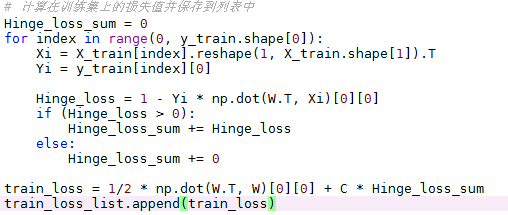 # 计算在训练集上的损失值并保存到列表中
Hinge_loss_sum = 0
for index in range(0, y_train.shape[0]):
    Xi = X_train[index].reshape(1, X_train.shape[1]).T
    Yi = y_train[index][0]
    Hinge_loss = 1 - Yi * np.dot(W.T, Xi)[0][0]
    if (Hinge_loss > 0):
        Hinge_loss_sum += Hinge_loss
    else:
        Hinge_loss_sum += 0
train_loss = 1/2 * np.dot(W.T, W)[0][0] + C * Hinge_loss_sum
train_loss_list.append(train_loss)